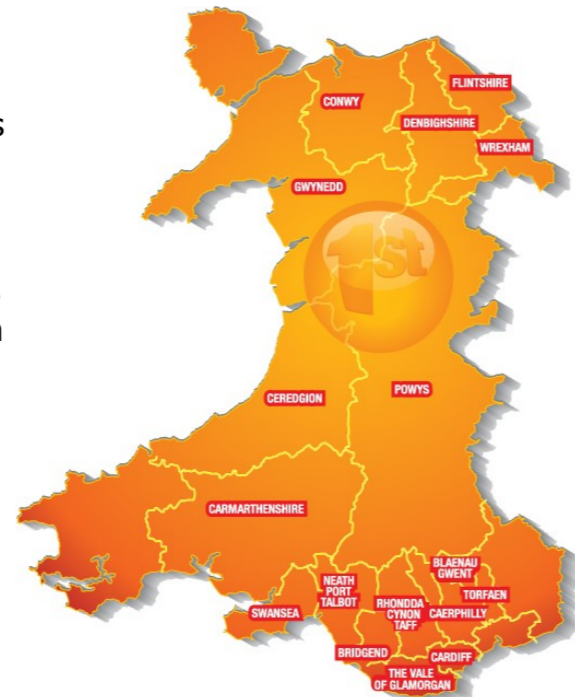 FLINTSHIRE
CONWY
DENBIGHSHIRE
WREXHAM
GWYNEDD
1st
CEREDGION
POWYS
CARMARTHENSHIRE
BLAENAU
GWENT
NEATH
PORT
TALBOT
TORFAEN
RHONDDA
CYNON
TAFF
CAERPHILLY
SWANSEA
BRIDGEND
CARDIFF
THE VALE
OF GLAMORGAN